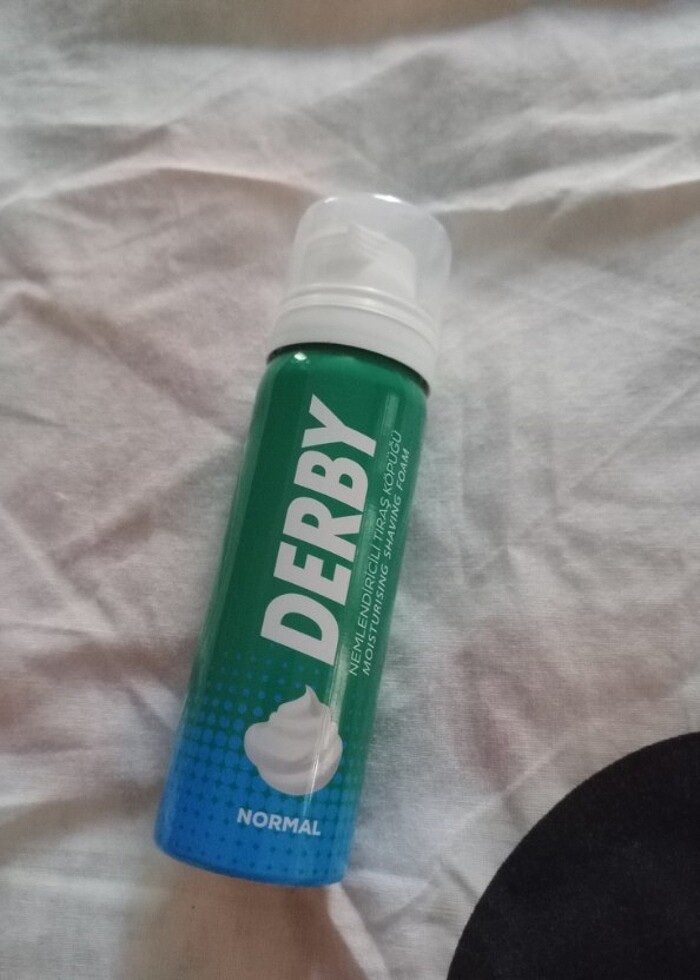 DERBY
NEMLENDİRİCİLİ TIRAŞ KÖPÜĞÜ
MOISTURISING SHAVING FOAM
NORMAL